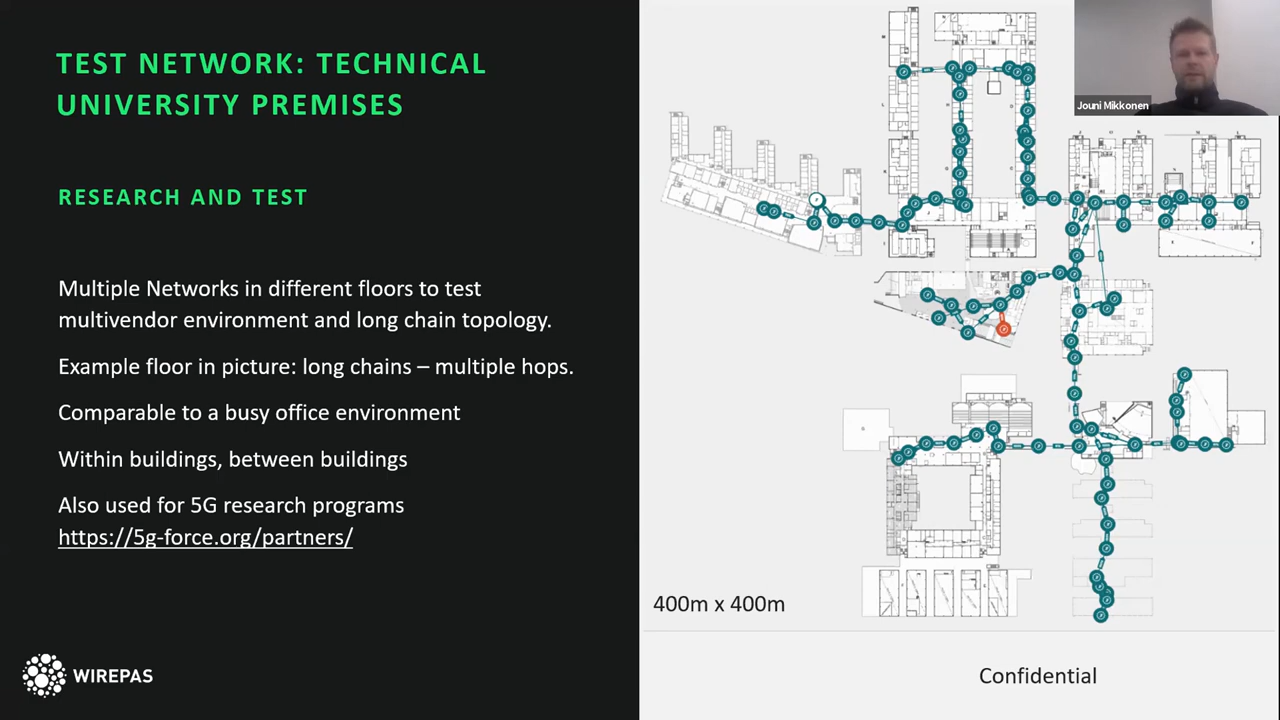 TEST NETWORK: TECHNICAL
UNIVERSITY PREMISES
RESEARCH AND TEST
Multiple Networks in different floors to test
multivendor environment and long chain topology.
Example floor in picture: long chains – multiple hops.
Comparable to a busy office environment
Within buildings, between buildings
Also used for 5G research programs
https://5g-force.org/partners/
WIREPAS
Jouni Mikkonen
400m x 400m
Confidential